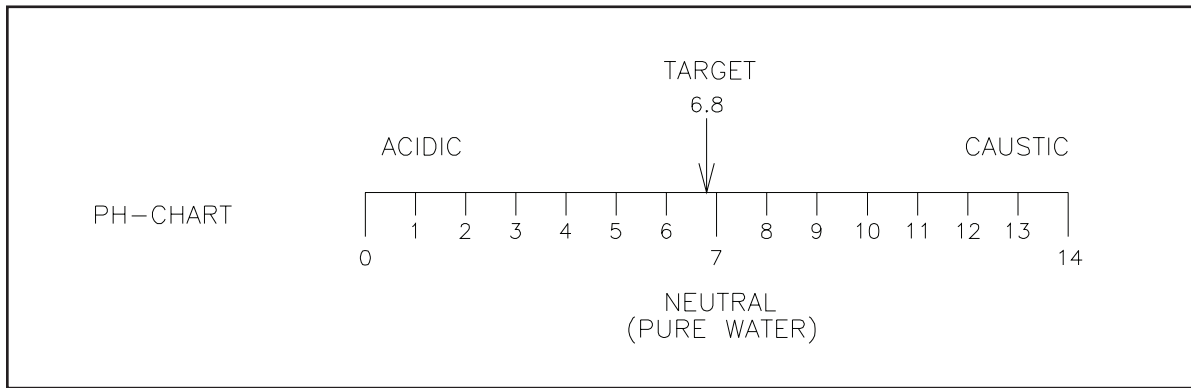 TARGET
6.8
ACIDIC CAUSTIC
PH-CHART
1 2 3 4 5 6 8 9 10 11 12 13
0 7 14
NEUTRAL
(PURE WATER)